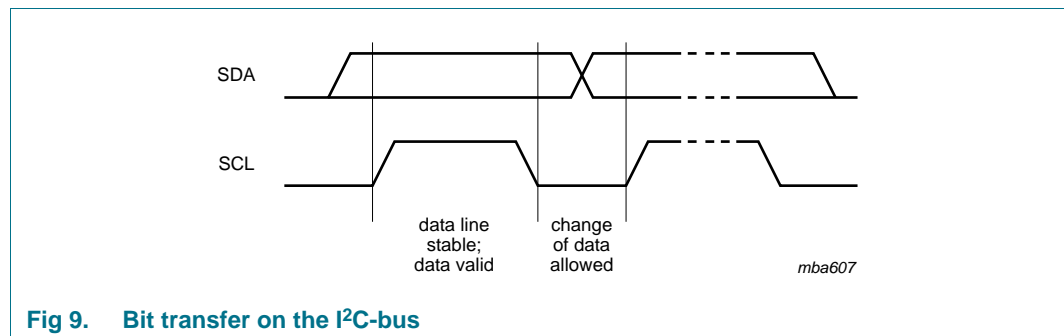 SDA
SCL
data line
stable;
data valid
change
of data
allowed
mba607
Fig 9. Bit transfer on the I²C-bus